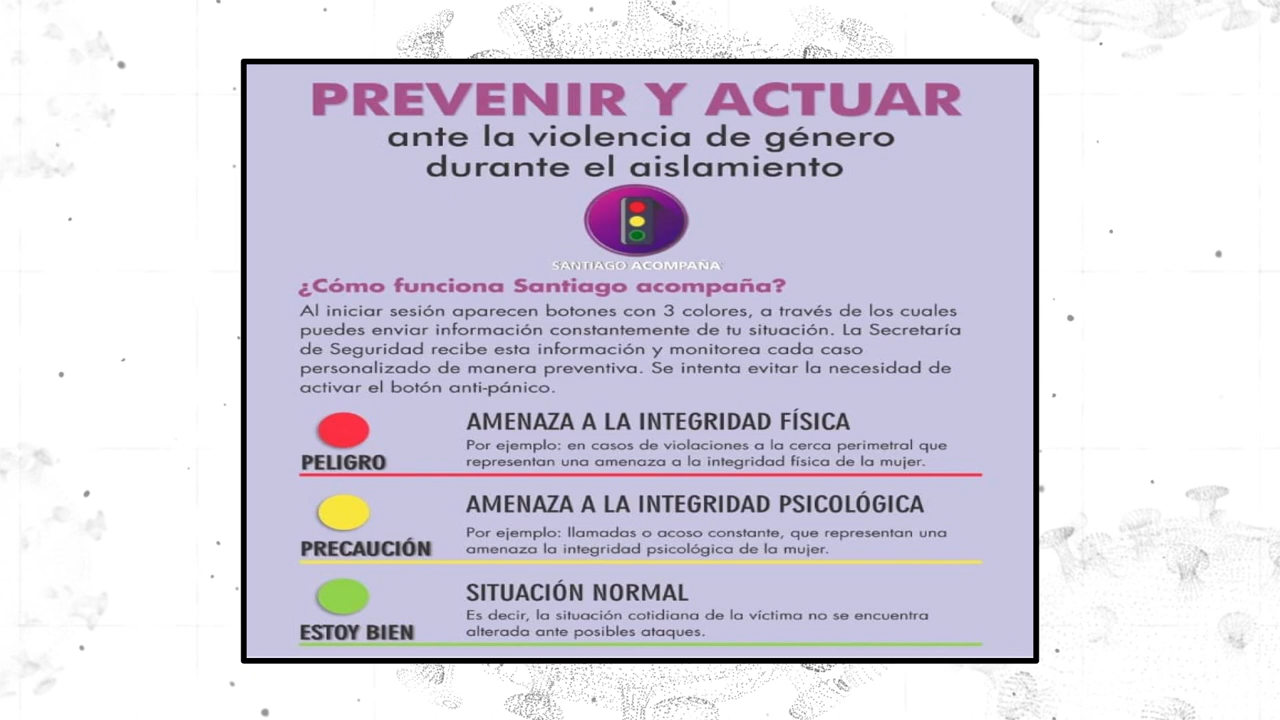 PREVENIR Y ACTUAR
ante la violencia de género
durante el aislamiento
SANTIAGO ACOMPAÑA
¿Cómo funciona Santiago acompaña?
Al iniciar sesión aparecen botones con 3 colores, a través de los cuales
puedes enviar información constantemente de tu situación. La Secretaría
de Seguridad recibe esta información y monitorea cada caso
personalizado de manera preventiva. Se intenta evitar la necesidad de
activar el botón anti-pánico.
AMENAZA A LA INTEGRIDAD FÍSICA
Por ejemplo: en casos de violaciones a la cerca perimetral que
representan una amenaza a la integridad física de la mujer.
PELIGRO
AMENAZA A LA INTEGRIDAD PSICOLÓGICA
Por ejemplo: llamadas o acoso constante, que representan una
amenaza la integridad psicológica de la mujer.
PRECAUCIÓN
SITUACIÓN NORMAL
Es decir, la situación cotidiana de la víctima no se encuentra
alterada ante posibles ataques.
ESTOY BIEN